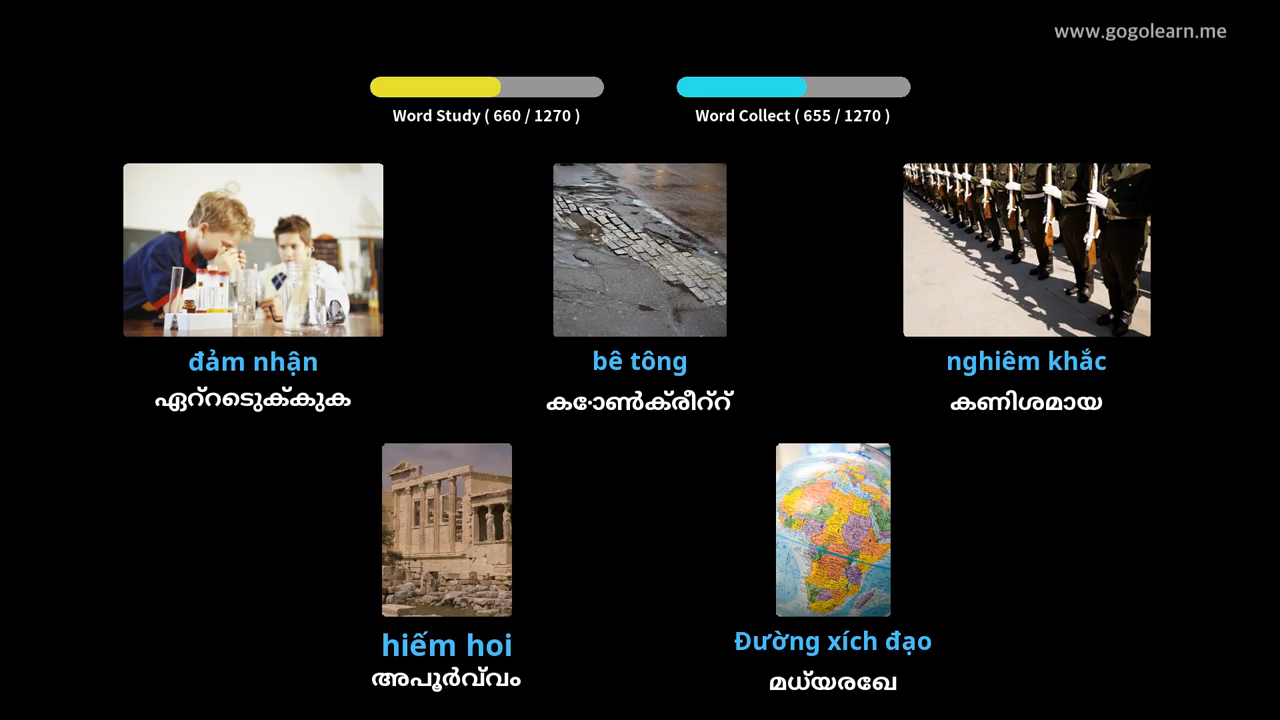 www.gogolearn.me
Word Study ( 660 / 1270 )
Word Collect ( 655 / 1270 )
đảm nhận
ഏറ്റെടുക്കുക
bê tông
കോൺക്രീറ്റ്
nghiêm khắc
കണിശമായ
hiếm hoi
അപൂർവ്വം
Đường xích đạo
മധ്യരേഖ